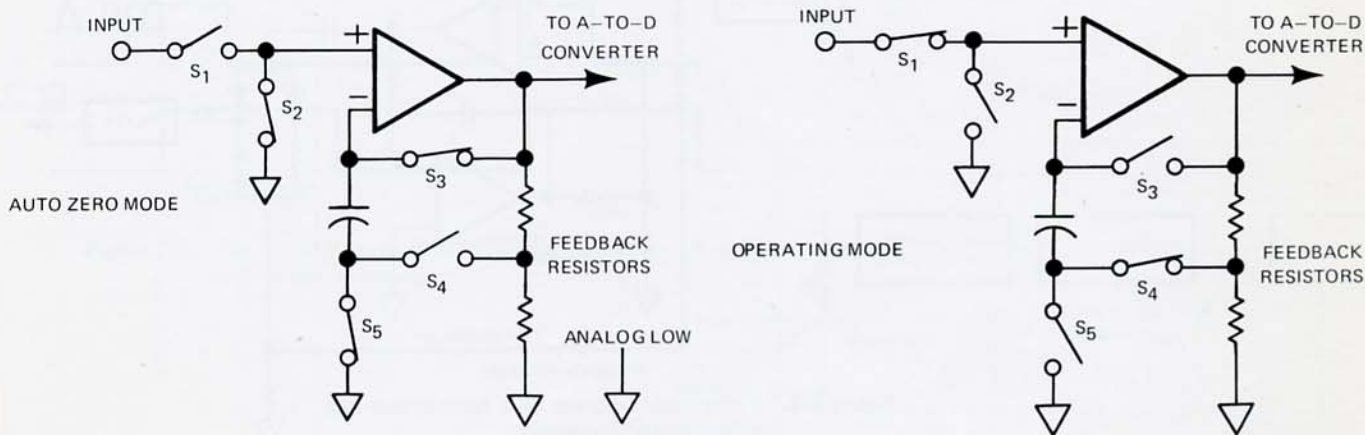 INPUT
S1
S2
+
−
TO A–TO–D
CONVERTER
S3
S4
S5
AUTO ZERO MODE
FEEDBACK
RESISTORS
ANALOG LOW
INPUT
S1
S2
+
−
TO A–TO–D
CONVERTER
S3
S4
S5
OPERATING MODE
FEEDBACK
RESISTORS